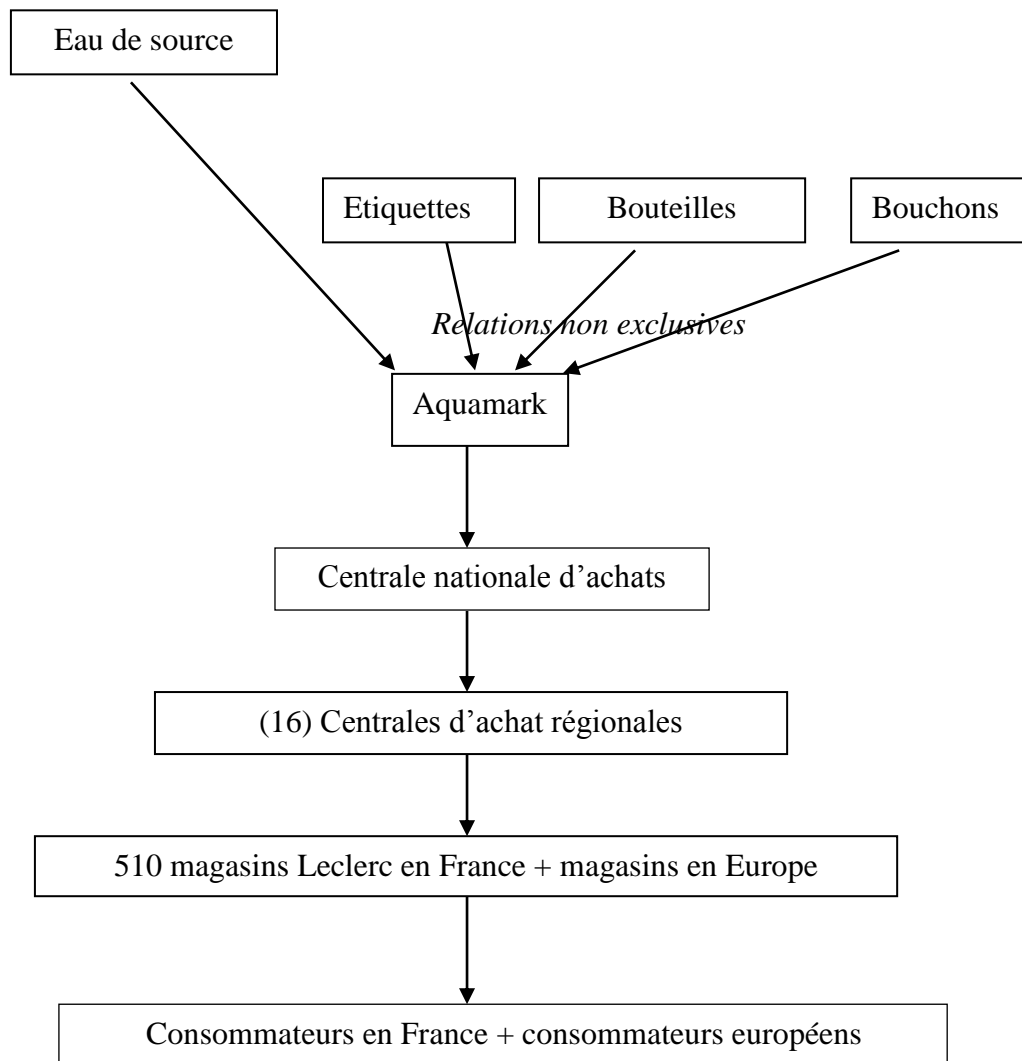 Eau de source
Etiquettes
Bouteilles
Bouchons
Relations non exclusives
Aquamark
Centrale nationale d’achats
(16) Centrales d’achat régionales
510 magasins Leclerc en France + magasins en Europe
Consommateurs en France + consommateurs européens